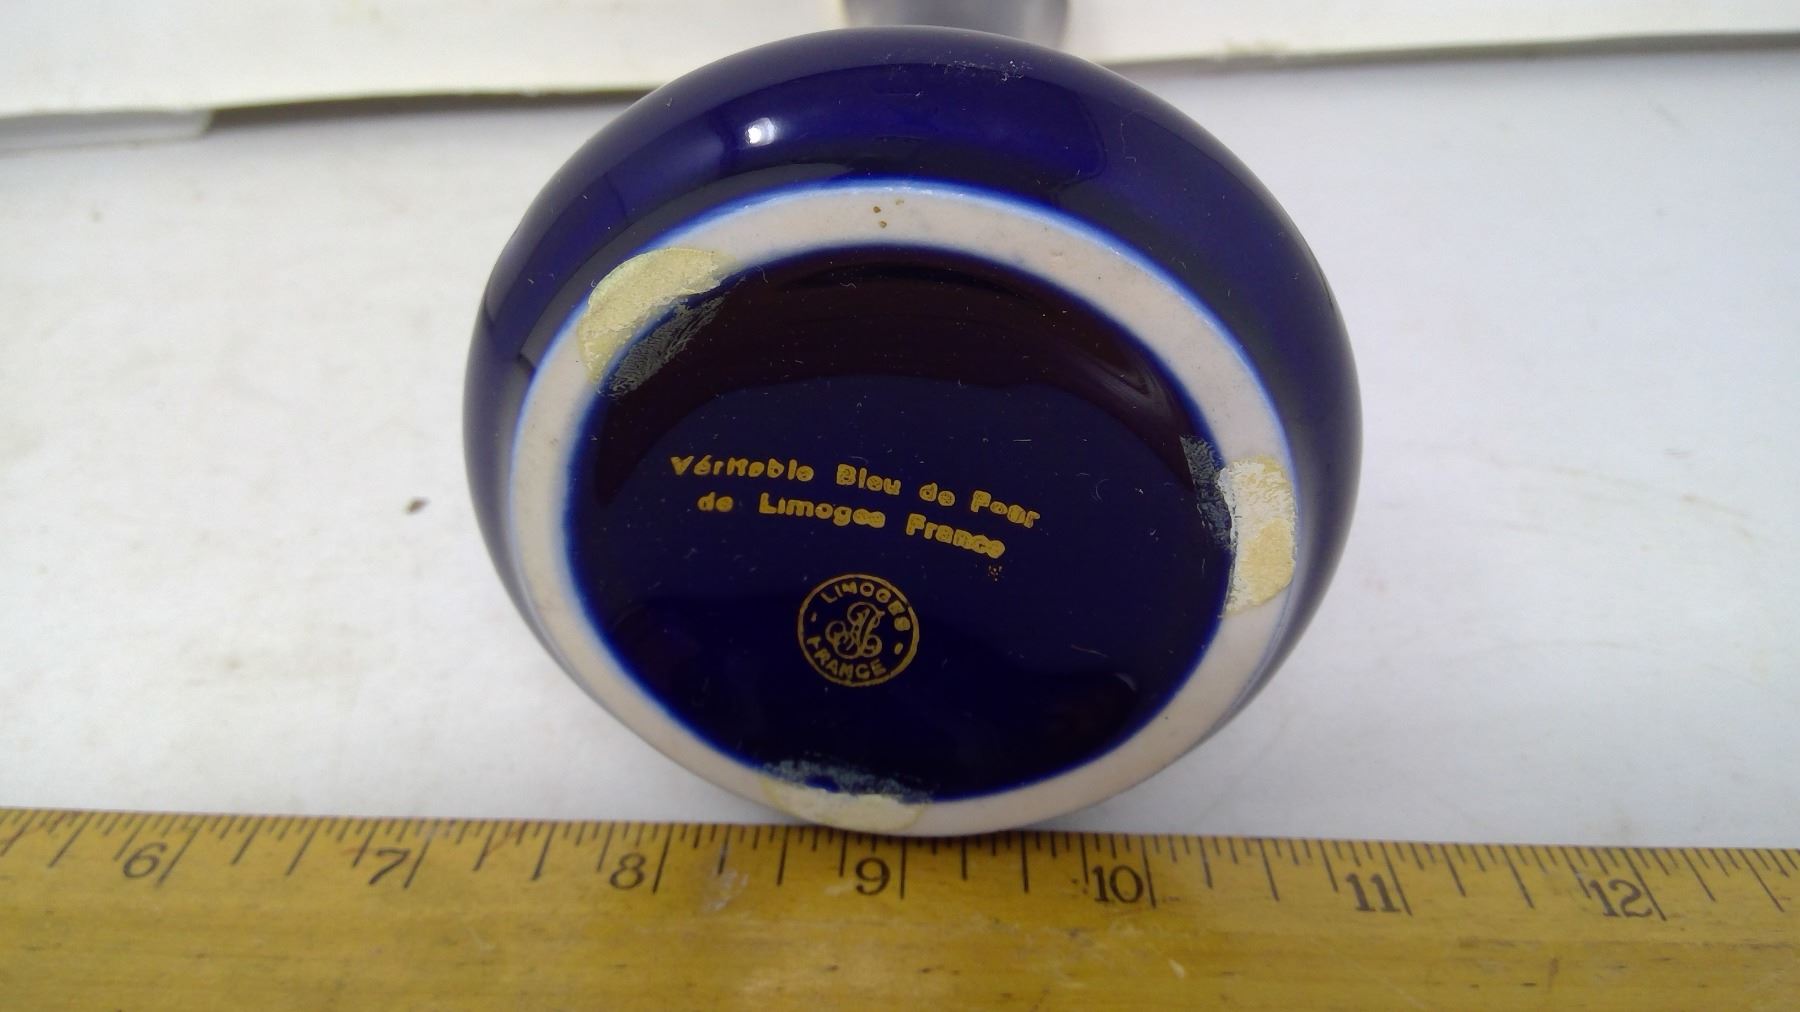 Véritable Bleu de Four
de Limoges France
LIMOGES
FRANCE
6 7 8 9 10 11 12